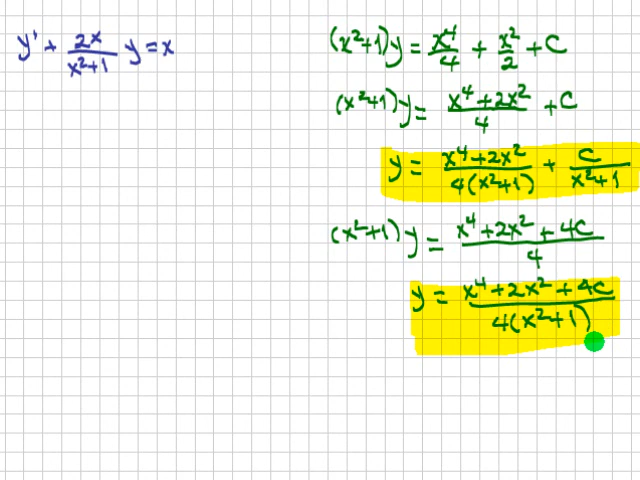 y' + 2x/(x²+1) y = x
(x²+1)y = x⁴/4 + x²/2 + C
(x²+1)y = (x⁴+2x²)/4 + C
y = (x⁴+2x²)/(4(x²+1)) + C/(x²+1)
(x²+1)y = (x⁴+2x²+4C)/4
y = (x⁴+2x²+4C)/(4(x²+1))